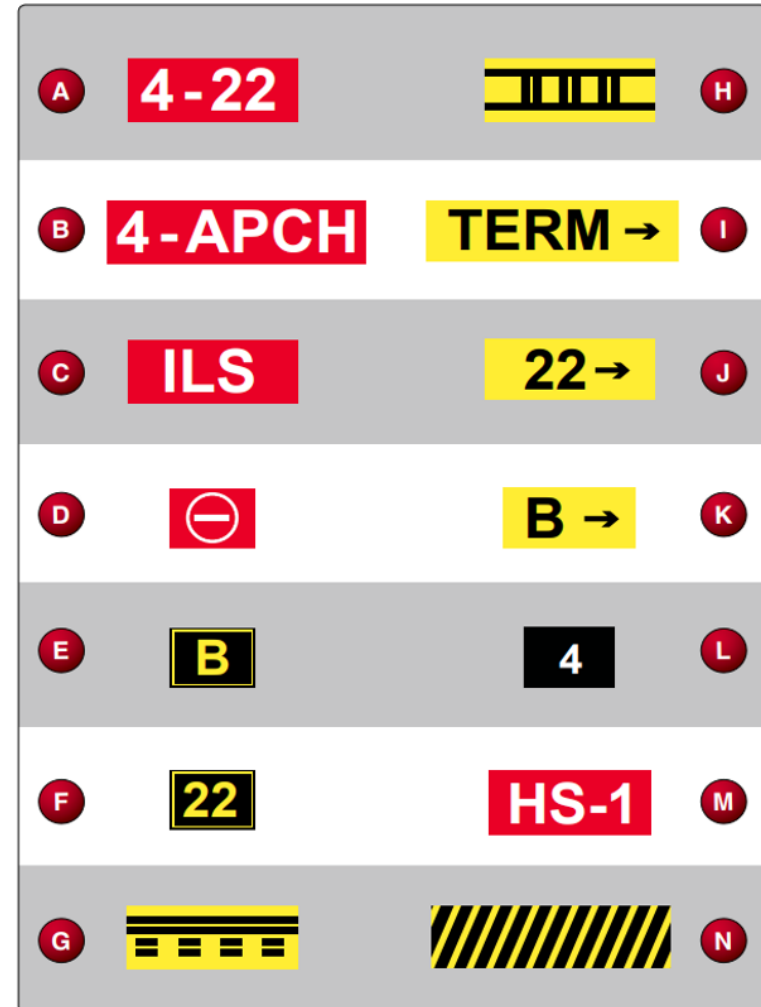 A 4-22 H
B 4-APCH TERM → I
C ILS 22→ J
D K B →
E B 4 L
F 22 HS-1 M
G N